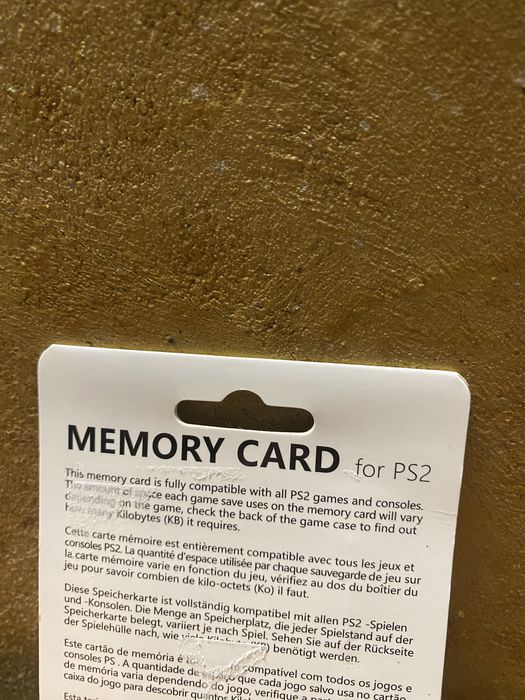 MEMORY CARD for PS2
This memory card is fully compatible with all PS2 games and consoles.
The amount of space each game save uses on the memory card will vary
depending on the game, check the back of the game case to find out
how many Kilobytes (KB) it requires.
Cette carte mémoire est entièrement compatible avec tous les jeux et
consoles PS2. La quantité d'espace utilisée par chaque sauvegarde de jeu sur
la carte mémoire varie en fonction du jeu, vérifiez au dos du boîtier du
jeu pour savoir combien de kilo-octets (Ko) il faut.
Diese Speicherkarte ist vollständig kompatibel mit allen PS2 -Spielen
und -Konsolen. Die Menge an Speicherplatz, die jeder Spielstand auf der
Speicherkarte belegt, variiert je nach Spiel. Sehen Sie auf der Rückseite
der Spielehülle nach, wie viele Kilobyte (KB) benötigt werden.
Este cartão de memória é compatível com todos os jogos e
consoles PS . A quantidade de espaço que cada jogo salvo usa no cartão
de memória varia dependendo do jogo, verifique a
caixa do jogo para descobrir quantos
Esta